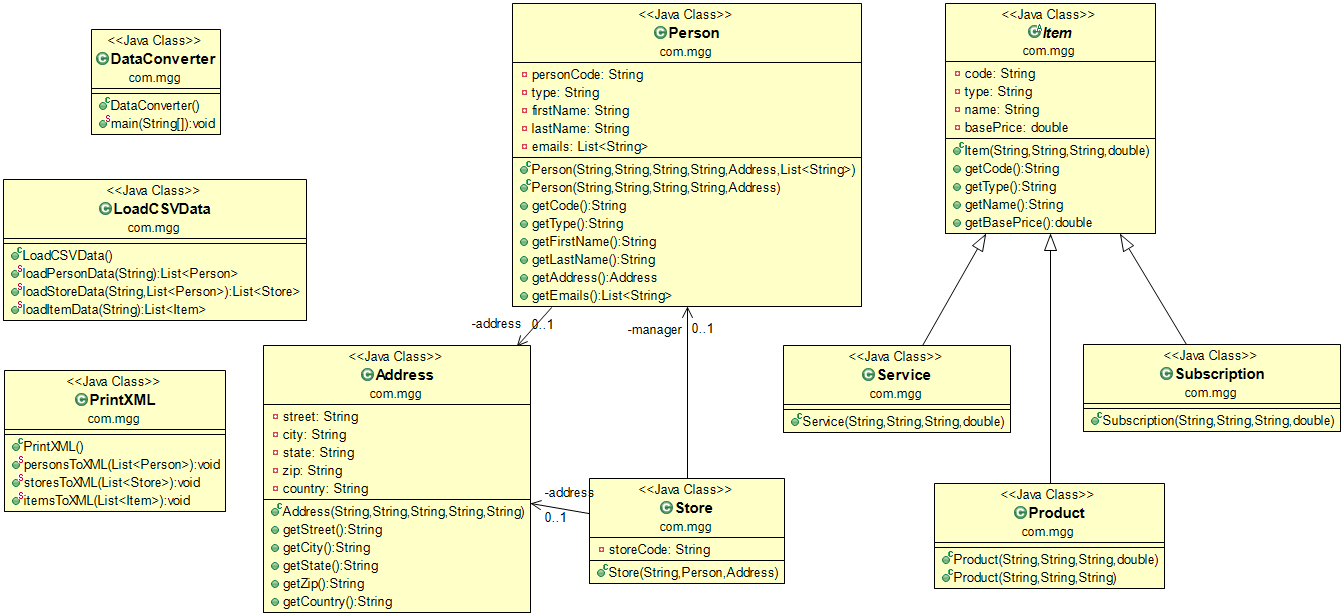 <<Java Class>>
DataConverter
com.mgg
DataConverter()
main(String[]):void
<<Java Class>>
LoadCSVData
com.mgg
LoadCSVData()
loadPersonData(String):List<Person>
loadStoreData(String,List<Person>):List<Store>
loadItemData(String):List<Item>
<<Java Class>>
PrintXML
com.mgg
PrintXML()
personsToXML(List<Person>):void
storesToXML(List<Store>):void
itemsToXML(List<Item>):void
<<Java Class>>
Person
com.mgg
personCode: String
type: String
firstName: String
lastName: String
emails: List<String>
Person(String,String,String,String,Address,List<String>)
Person(String,String,String,String,Address)
getCode():String
getType():String
getFirstName():String
getLastName():String
getAddress():Address
getEmails():List<String>
-address 0..1
-manager 0..1
<<Java Class>>
Address
com.mgg
street: String
city: String
state: String
zip: String
country: String
Address(String,String,String,String,String)
getStreet():String
getCity():String
getState():String
getZip():String
getCountry():String
-address
0..1
<<Java Class>>
Store
com.mgg
storeCode: String
Store(String,Person,Address)
<<Java Class>>
Item
com.mgg
code: String
type: String
name: String
basePrice: double
Item(String,String,String,double)
getCode():String
getType():String
getName():String
getBasePrice():double
<<Java Class>>
Service
com.mgg
Service(String,String,String,double)
<<Java Class>>
Subscription
com.mgg
Subscription(String,String,String,double)
<<Java Class>>
Product
com.mgg
Product(String,String,String,double)
Product(String,String,String)